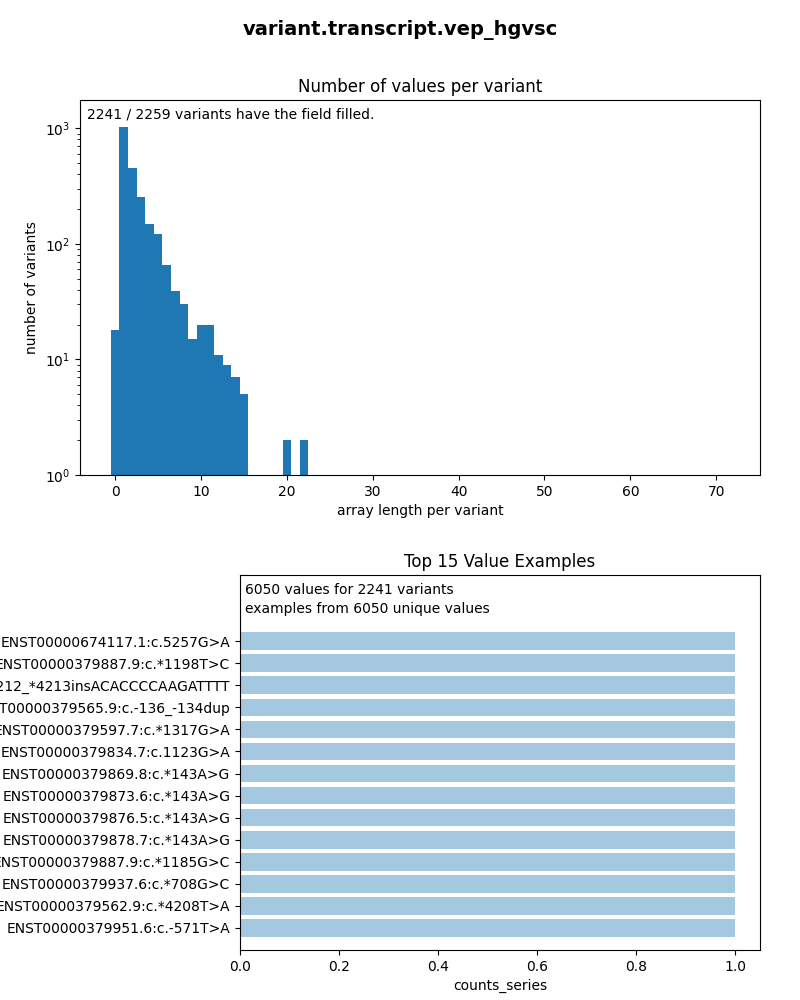 variant.transcript.vep_hgvsc
Number of values per variant
2241 / 2259 variants have the field filled.
number of variants
10³
10²
10¹
10⁰
0 10 20 30 40 50 60 70
array length per variant
Top 15 Value Examples
6050 values for 2241 variants
examples from 6050 unique values
ENST00000674117.1:c.5257G>A
ENST00000379887.9:c.*1198T>C
212_*4213insACACCCCAAGATTTT
T00000379565.9:c.-136_-134dup
ENST00000379597.7:c.*1317G>A
ENST00000379834.7:c.1123G>A
ENST00000379869.8:c.*143A>G
ENST00000379873.6:c.*143A>G
ENST00000379876.5:c.*143A>G
ENST00000379878.7:c.*143A>G
ENST00000379887.9:c.*1185G>C
ENST00000379937.6:c.*708G>C
ENST00000379562.9:c.*4208T>A
ENST00000379951.6:c.-571T>A
0.0 0.2 0.4 0.6 0.8 1.0
counts_series